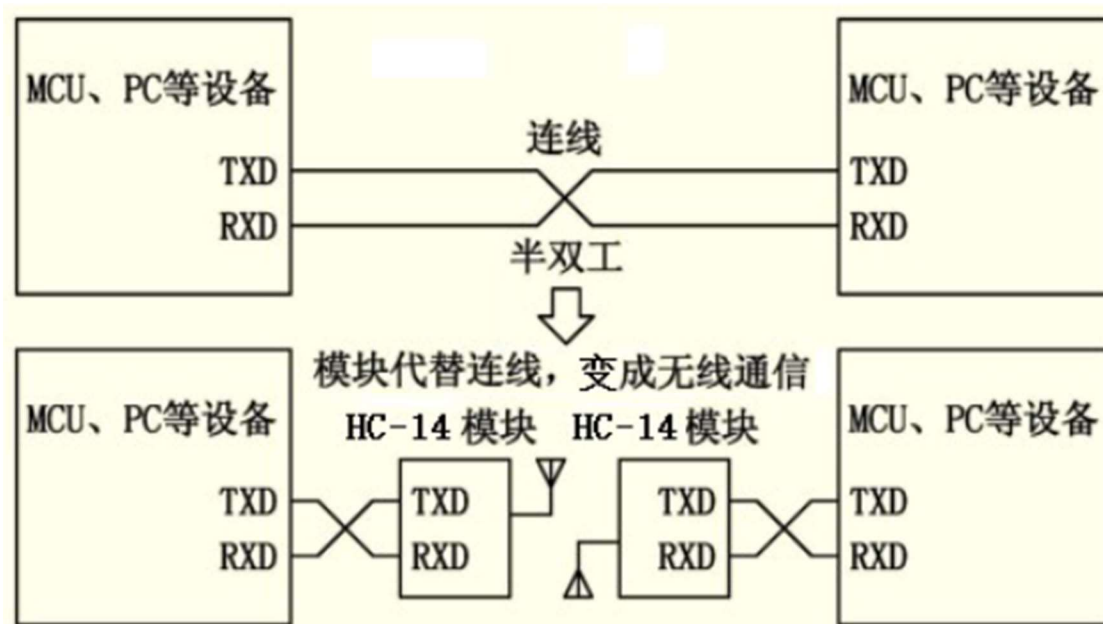 MCU、PC等设备
MCU、PC等设备
连线
TXD
TXD
RXD
RXD
半双工
模块代替连线，变成无线通信
MCU、PC等设备
HC-14 模块
HC-14 模块
MCU、PC等设备
TXD
TXD
TXD
TXD
RXD
RXD
RXD
RXD